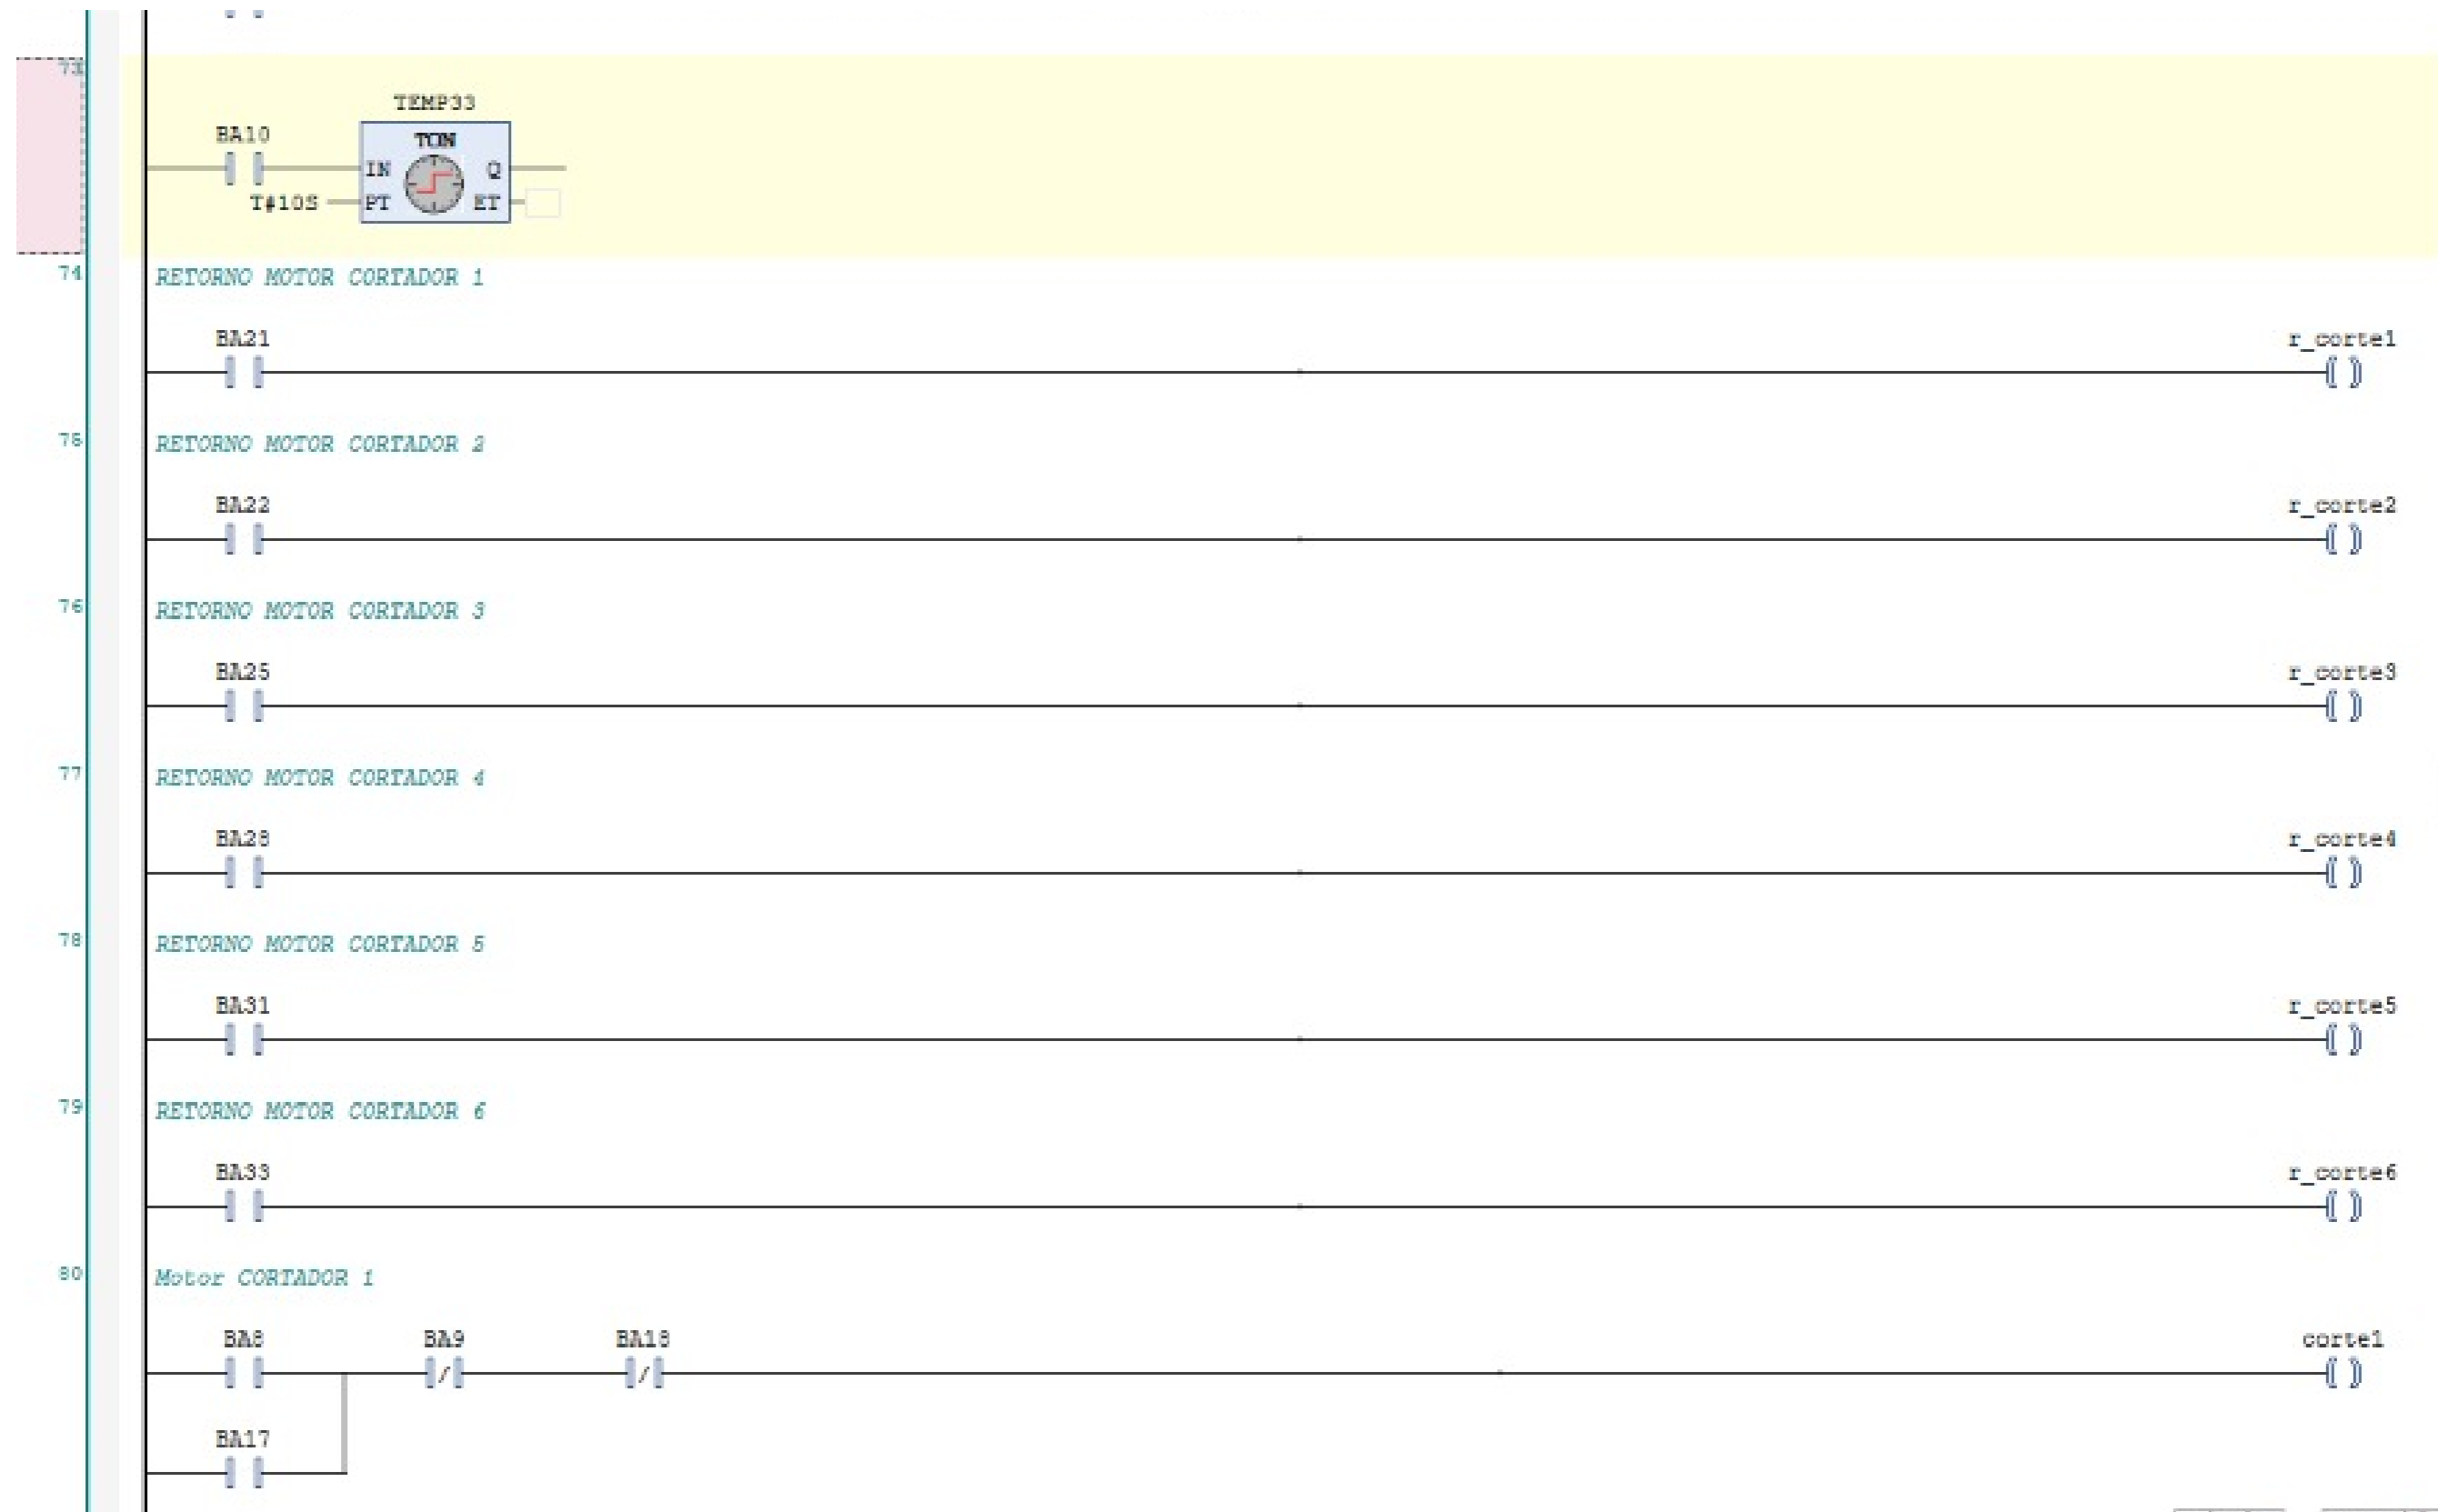 73
TEMP33
BA10
TON
IN Q
T#10S PT ET
74 RETORNO MOTOR CORTADOR 1
BA21 r_corte1
75 RETORNO MOTOR CORTADOR 2
BA22 r_corte2
76 RETORNO MOTOR CORTADOR 3
BA25 r_corte3
77 RETORNO MOTOR CORTADOR 4
BA28 r_corte4
78 RETORNO MOTOR CORTADOR 5
BA31 r_corte5
79 RETORNO MOTOR CORTADOR 6
BA33 r_corte6
80 Motor CORTADOR 1
BA8 BA9 BA18 corte1
BA17